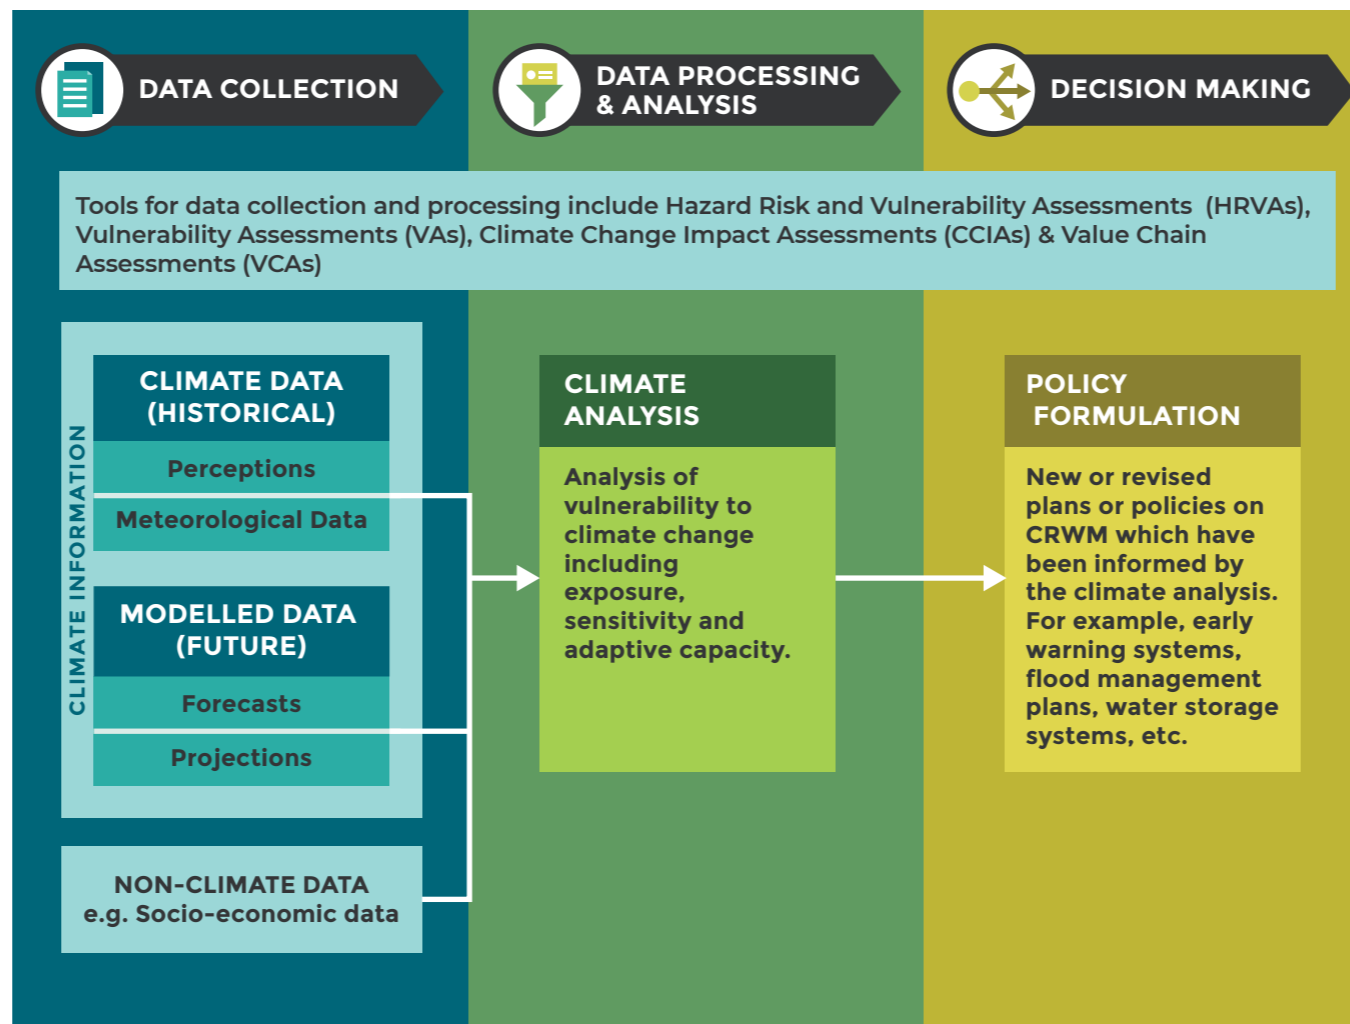 DATA COLLECTION
DATA PROCESSING
& ANALYSIS
DECISION MAKING
Tools for data collection and processing include Hazard Risk and Vulnerability Assessments (HRVAs),
Vulnerability Assessments (VAs), Climate Change Impact Assessments (CCIAs) & Value Chain
Assessments (VCAs)
CLIMATE INFORMATION
CLIMATE DATA
(HISTORICAL)
Perceptions
Meteorological Data
MODELLED DATA
(FUTURE)
Forecasts
Projections
NON-CLIMATE DATA
e.g. Socio-economic data
CLIMATE
ANALYSIS
Analysis of
vulnerability to
climate change
including
exposure,
sensitivity and
adaptive capacity.
POLICY
FORMULATION
New or revised
plans or policies on
CRWM which have
been informed by
the climate analysis.
For example, early
warning systems,
flood management
plans, water storage
systems, etc.